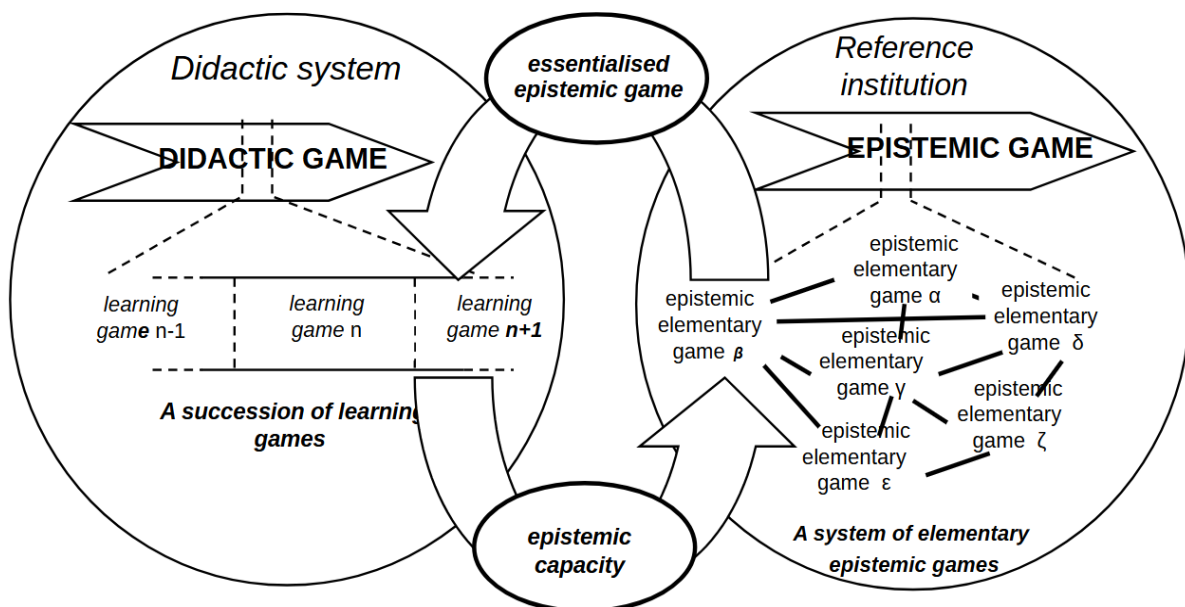 essentialised
epistemic game
Didactic system
Reference
institution
DIDACTIC GAME
EPISTEMIC GAME
learning
game n-1
learning
game n
learning
game n+1
A succession of learning
games
epistemic
elementary
game α
epistemic
elementary
game β
epistemic
elementary
game δ
epistemic
elementary
game γ
epistemic
elementary
game ζ
epistemic
elementary
game ε
A system of elementary
epistemic games
epistemic
capacity